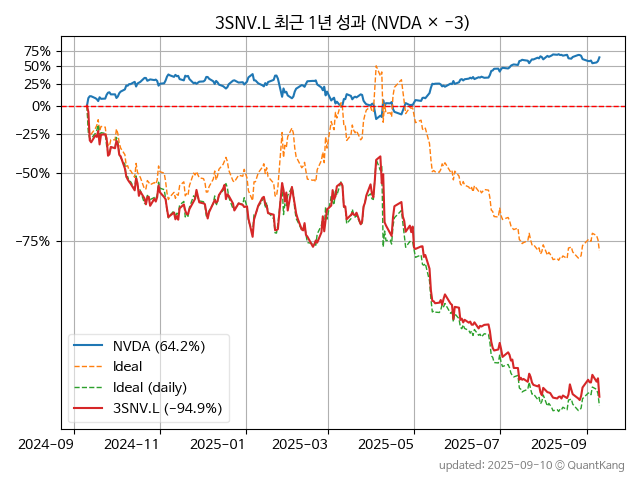 3SNV.L 최근 1년 성과 (NVDA × −3)
75%
50%
25%
0%
−25%
−50%
−75%
NVDA (64.2%)
Ideal
Ideal (daily)
3SNV.L (−94.9%)
2024−09 2024−11 2025−01 2025−03 2025−05 2025−07 2025−09
updated: 2025−09−10 © QuantKang